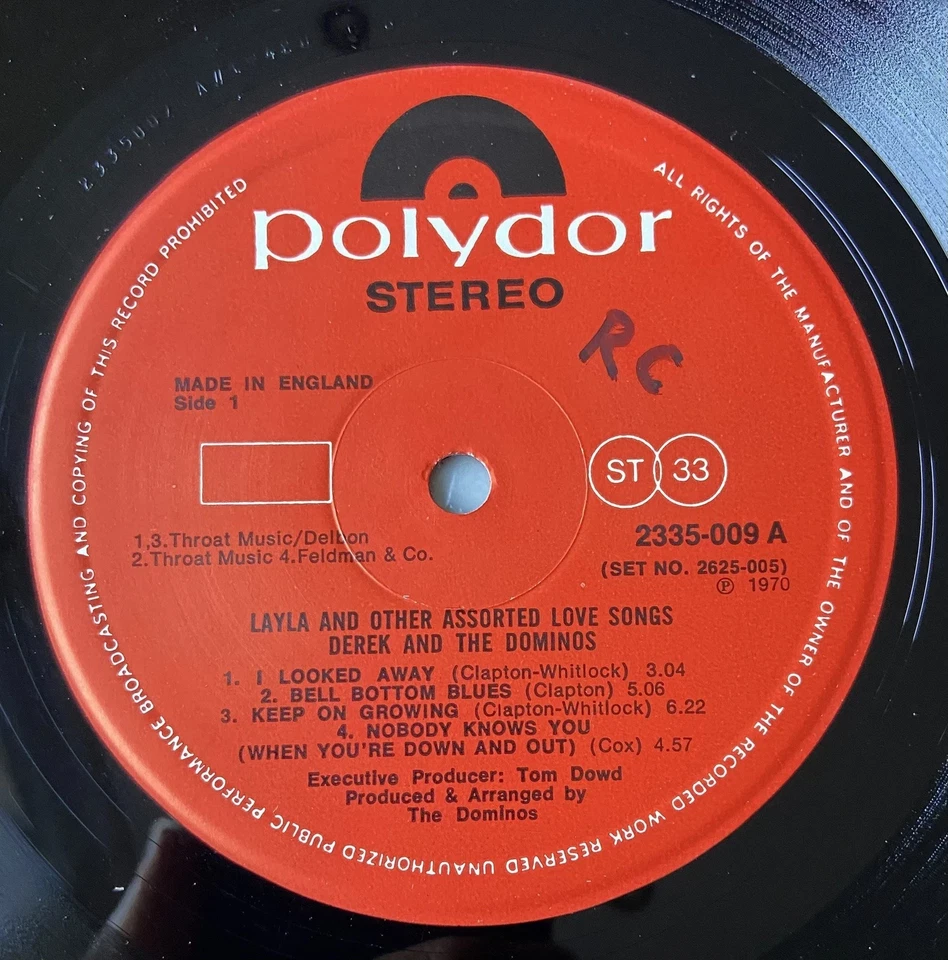 polydor
STEREO
RC
MADE IN ENGLAND
Side 1
ST 33
1,3.Throat Music/Delbon
2.Throat Music 4.Feldman & Co.
2335-009 A
(SET NO. 2625-005)
Ⓟ 1970
LAYLA AND OTHER ASSORTED LOVE SONGS
DEREK AND THE DOMINOS
1. I LOOKED AWAY (Clapton-Whitlock) 3.04
2. BELL BOTTOM BLUES (Clapton) 5.06
3. KEEP ON GROWING (Clapton-Whitlock) 6.22
4. NOBODY KNOWS YOU
(WHEN YOU'RE DOWN AND OUT) (Cox) 4.57
Executive Producer: Tom Dowd
Produced & Arranged by
The Dominos
ALL RIGHTS OF THE MANUFACTURER AND OF THE OWNER OF THE RECORDED WORK RESERVED UNAUTHORIZED PUBLIC PERFORMANCE BROADCASTING AND COPYING OF THIS RECORD PROHIBITED